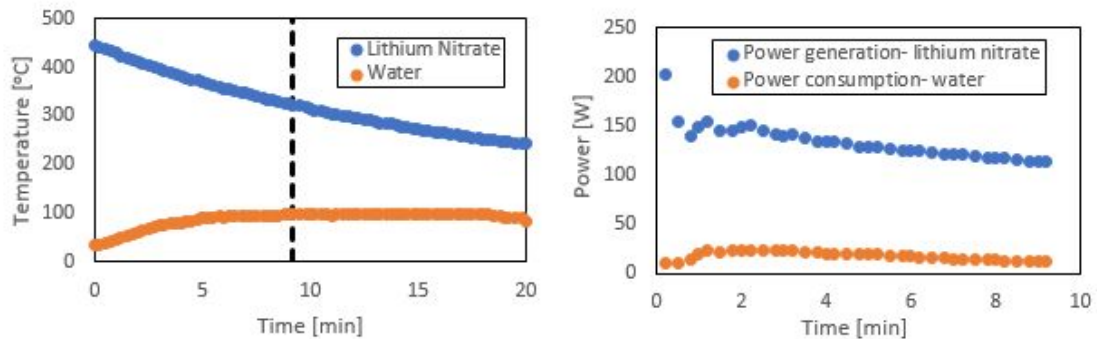 500
400
300
200
100
0
Temperature [°C]
Lithium Nitrate
Water
0 5 10 15 20
Time [min]
250
200
150
100
50
0
Power [W]
Power generation- lithium nitrate
Power consumption- water
0 2 4 6 8 10
Time [min]